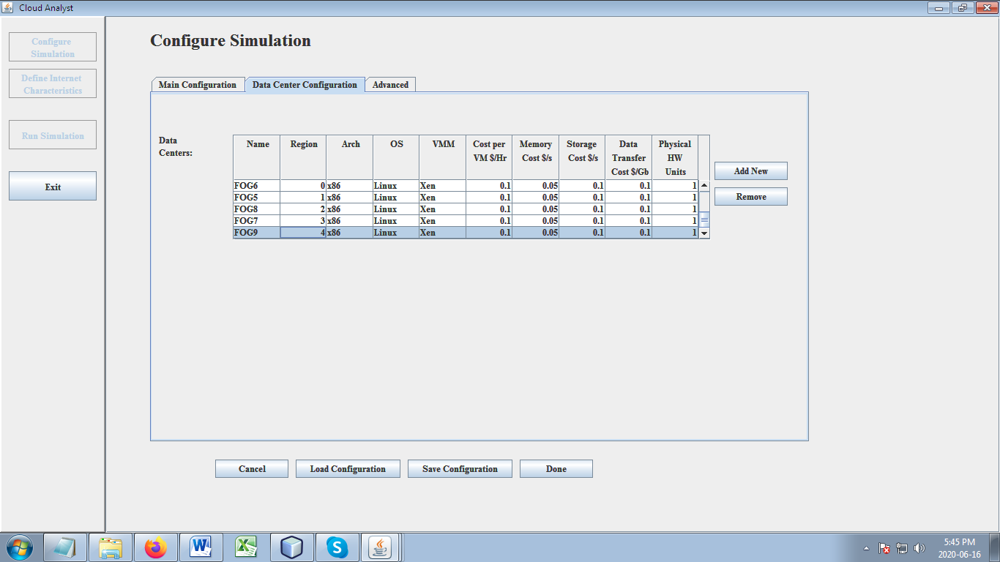 Cloud Analyst
Configure
Simulation
Define Internet
Characteristics
Run Simulation
Exit
Configure Simulation
Main Configuration Data Center Configuration Advanced
Data
Centers:
Name Region Arch OS VMM Cost per Memory Storage Data Physical
VM $/Hr Cost $/s Cost $/s Transfer HW
Cost $/Gb Units
FOG6 0 x86 Linux Xen 0.1 0.05 0.1 0.1 1
FOG5 1 x86 Linux Xen 0.1 0.05 0.1 0.1 1
FOG8 2 x86 Linux Xen 0.1 0.05 0.1 0.1 1
FOG7 3 x86 Linux Xen 0.1 0.05 0.1 0.1 1
FOG9 4 x86 Linux Xen 0.1 0.05 0.1 0.1 1
Add New
Remove
Cancel Load Configuration Save Configuration Done
5:45 PM
2020-06-16